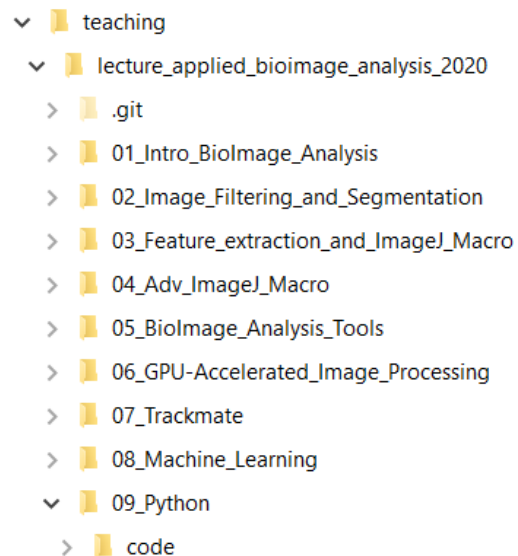 teaching
lecture_applied_bioimage_analysis_2020
.git
01_Intro_BioImage_Analysis
02_Image_Filtering_and_Segmentation
03_Feature_extraction_and_ImageJ_Macro
04_Adv_ImageJ_Macro
05_BioImage_Analysis_Tools
06_GPU-Accelerated_Image_Processing
07_Trackmate
08_Machine_Learning
09_Python
code